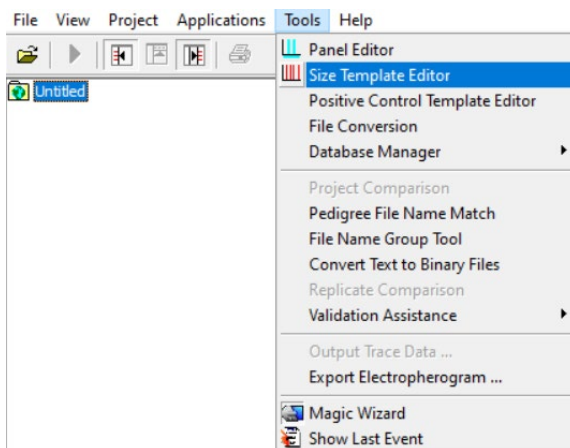 File View Project Applications Tools Help
Untitled
Panel Editor
Size Template Editor
Positive Control Template Editor
File Conversion
Database Manager
Project Comparison
Pedigree File Name Match
File Name Group Tool
Convert Text to Binary Files
Replicate Comparison
Validation Assistance
Output Trace Data ...
Export Electropherogram ...
Magic Wizard
Show Last Event